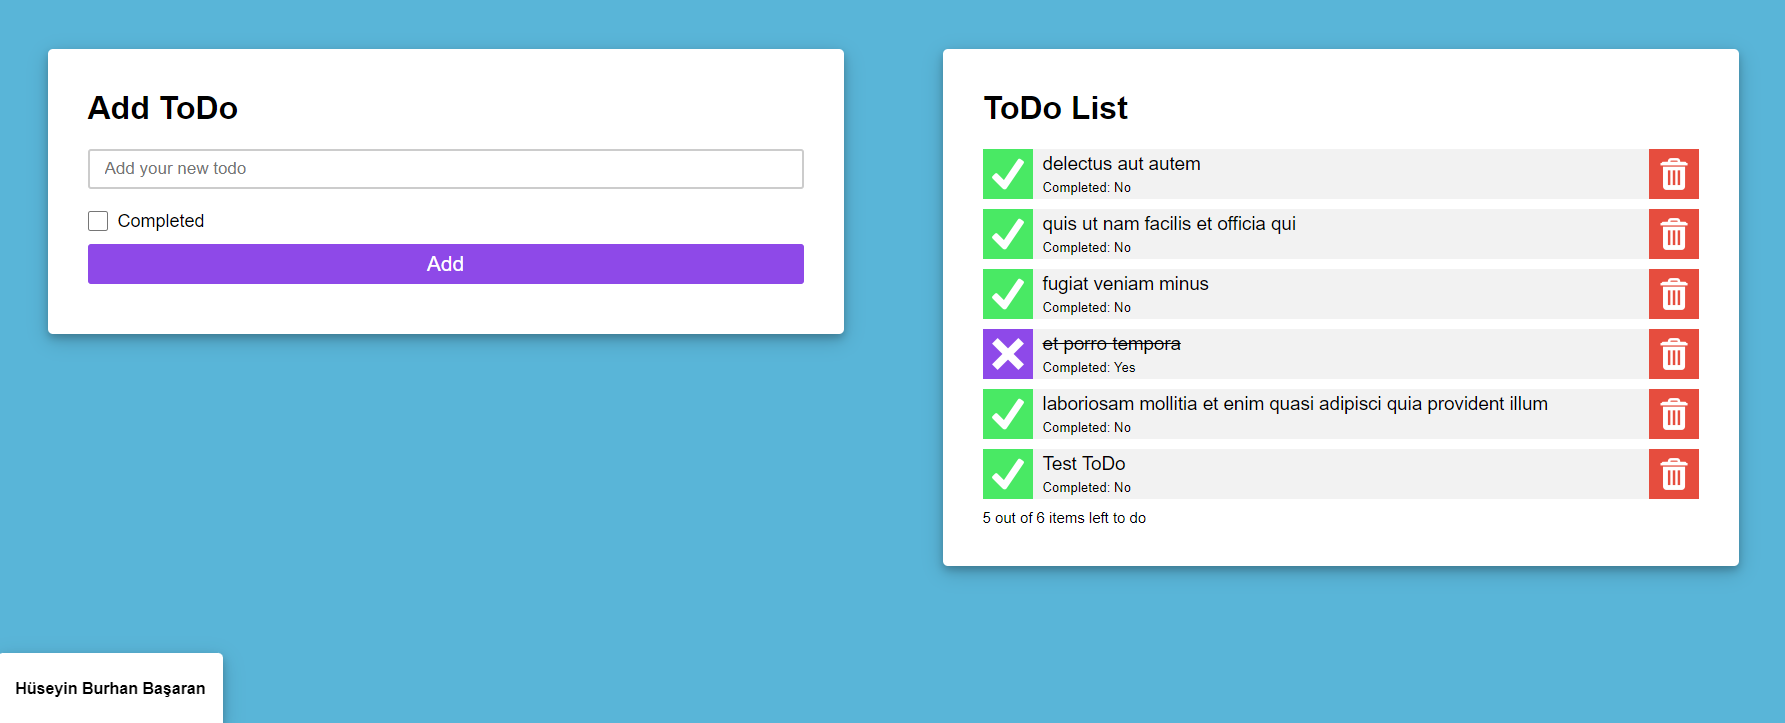 Add ToDo
Add your new todo
Completed
Add
ToDo List
delectus aut autem
Completed: No
quis ut nam facilis et officia qui
Completed: No
fugiat veniam minus
Completed: No
et porro tempora
Completed: Yes
laboriosam mollitia et enim quasi adipisci quia provident illum
Completed: No
Test ToDo
Completed: No
5 out of 6 items left to do
Hüseyin Burhan Başaran